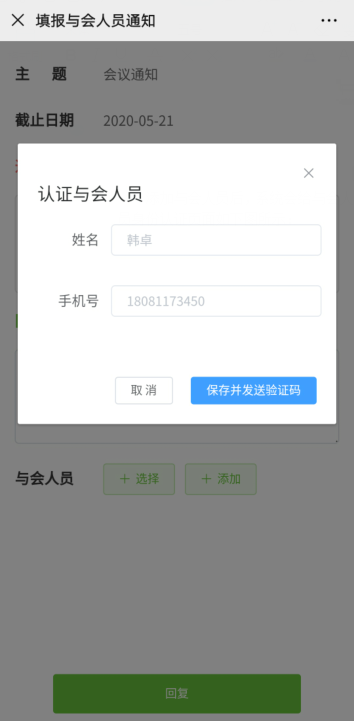 填报与会人员通知
主 题 会议通知
截止日期 2020-05-21
认证与会人员
姓名 韩卓
手机号 18081173450
取消 保存并发送验证码
与会人员 + 选择 + 添加
回复